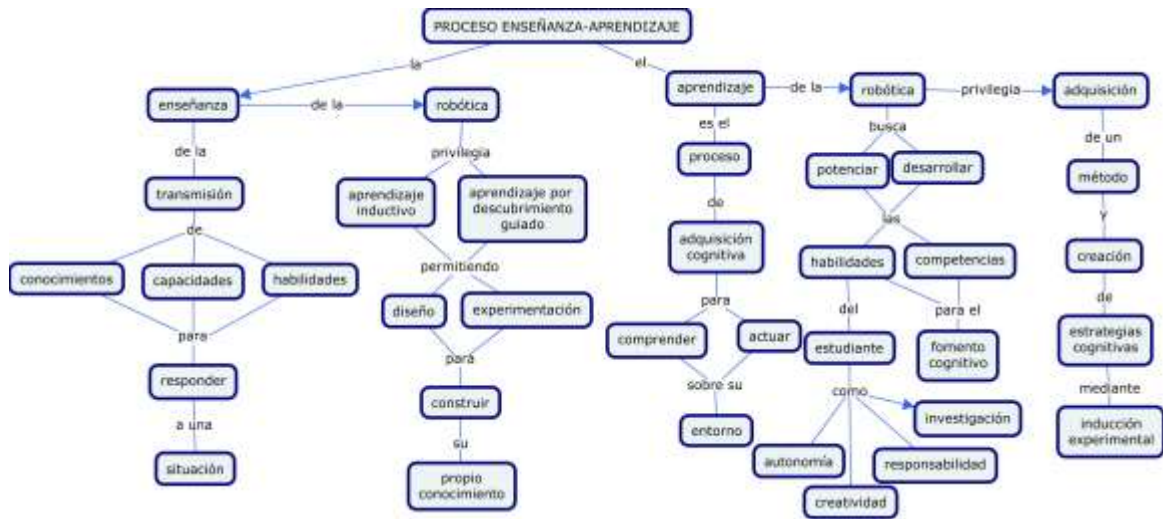 PROCESO ENSEÑANZA-APRENDIZAJE
la
el
enseñanza
de la
robótica
aprendizaje
de la
robótica
privilegia
adquisición
de la
privilegia
es el
busca
de un
transmisión
aprendizaje
inductivo
aprendizaje por
descubrimiento
guiado
proceso
potenciar
desarrollar
método
de
de
las
Y
conocimientos
capacidades
habilidades
permitiendo
adquisición
cognitiva
habilidades
competencias
creación
para
diseño
experimentación
para
del
para el
de
responder
para
comprender
actuar
estudiante
fomento
cognitivo
estrategias
cognitivas
a una
construir
sobre su
como
mediante
situación
su
entorno
investigación
inducción
experimental
propio
conocimiento
autonomía
responsabilidad
creatividad